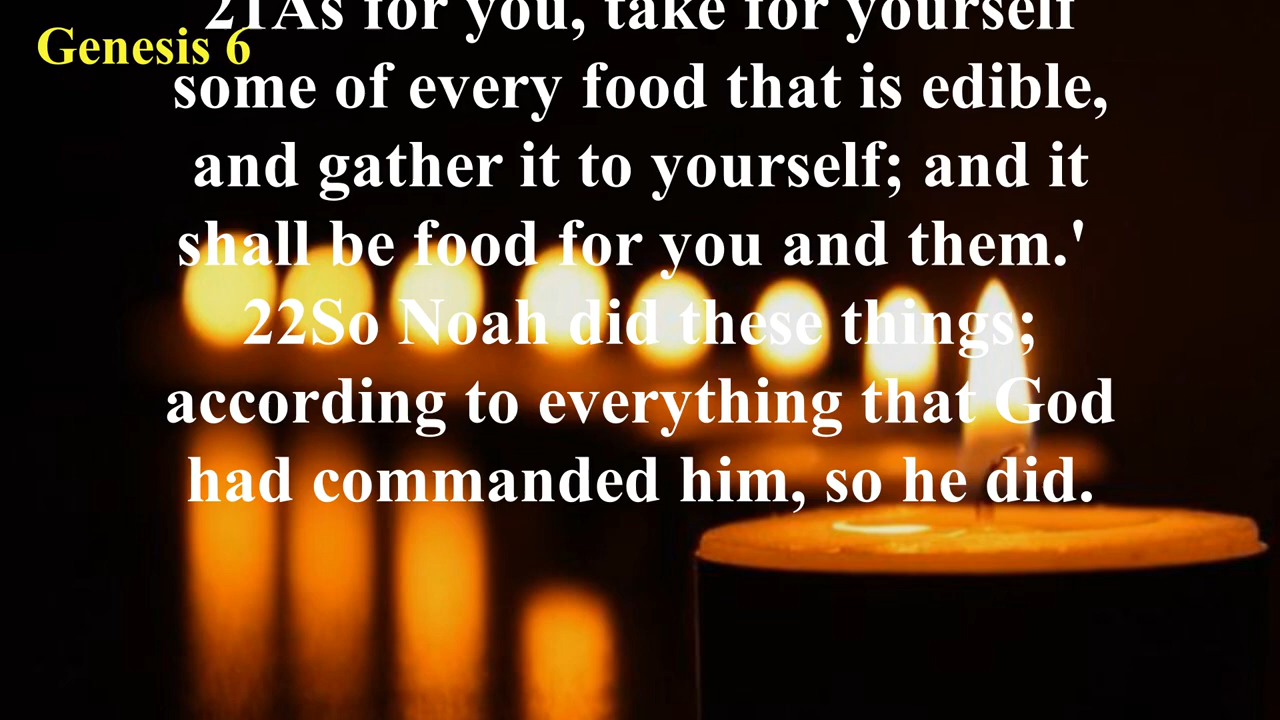 Genesis 6
21As for you, take for yourself
some of every food that is edible,
and gather it to yourself; and it
shall be food for you and them.'
22So Noah did these things;
according to everything that God
had commanded him, so he did.